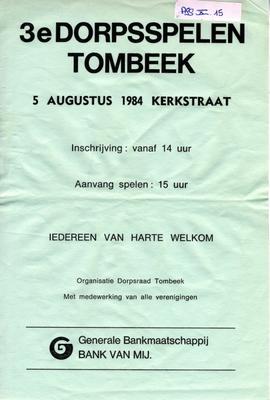 3e DORPSSPELEN
TOMBEEK
5 AUGUSTUS 1984 KERKSTRAAT
Inschrijving : vanaf 14 uur
Aanvang spelen : 15 uur
IEDEREEN VAN HARTE WELKOM
Organisatie Dorpsraad Tombeek
Met medewerking van alle verenigingen
G Generale Bankmaatschappij
BANK VAN MIJ.